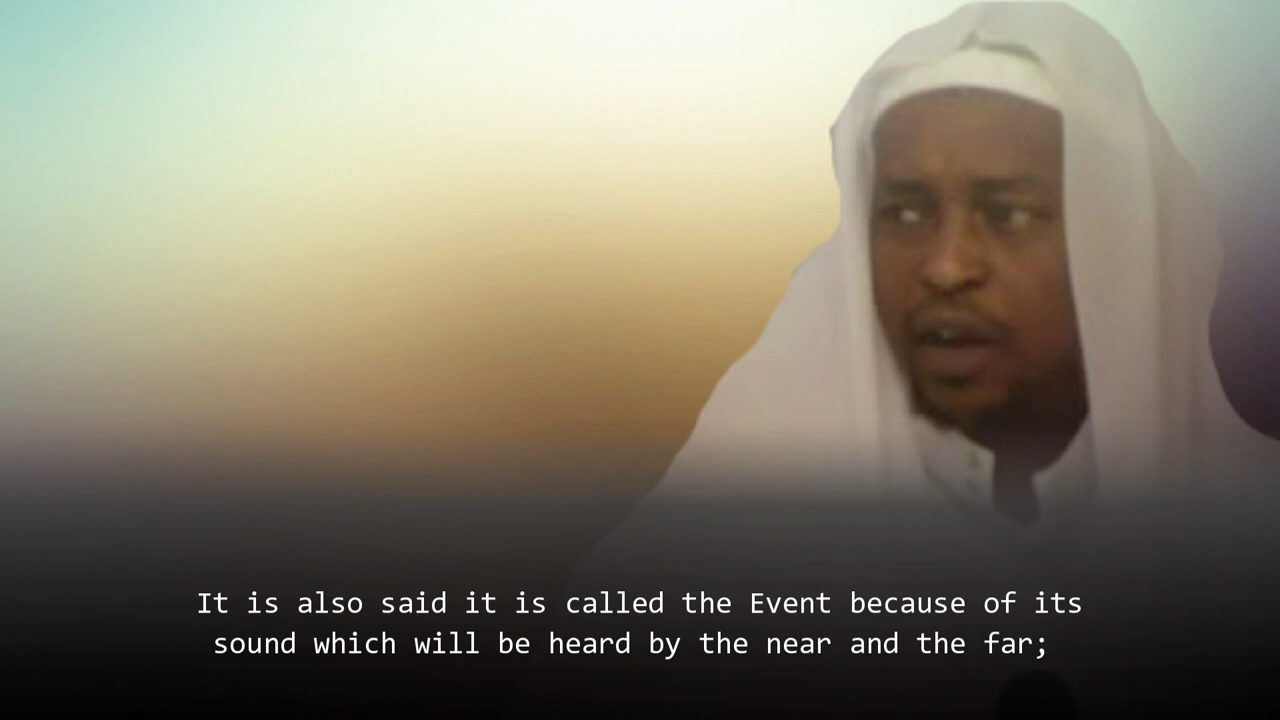 It is also said it is called the Event because of its
sound which will be heard by the near and the far;